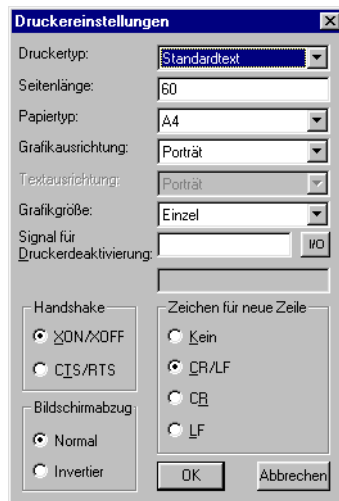 Druckereinstellungen
Druckertyp: Standardtext
Seitenlänge: 60
Papiertyp: A4
Grafikausrichtung: Porträt
Textausrichtung: Porträt
Grafikgröße: Einzel
Signal für
Druckerdeaktivierung: I/O
Handshake
XON/XOFF
CTS/RTS
Bildschirmabzug
Normal
Invertier
Zeichen für neue Zeile
Kein
CR/LF
CR
LF
OK Abbrechen